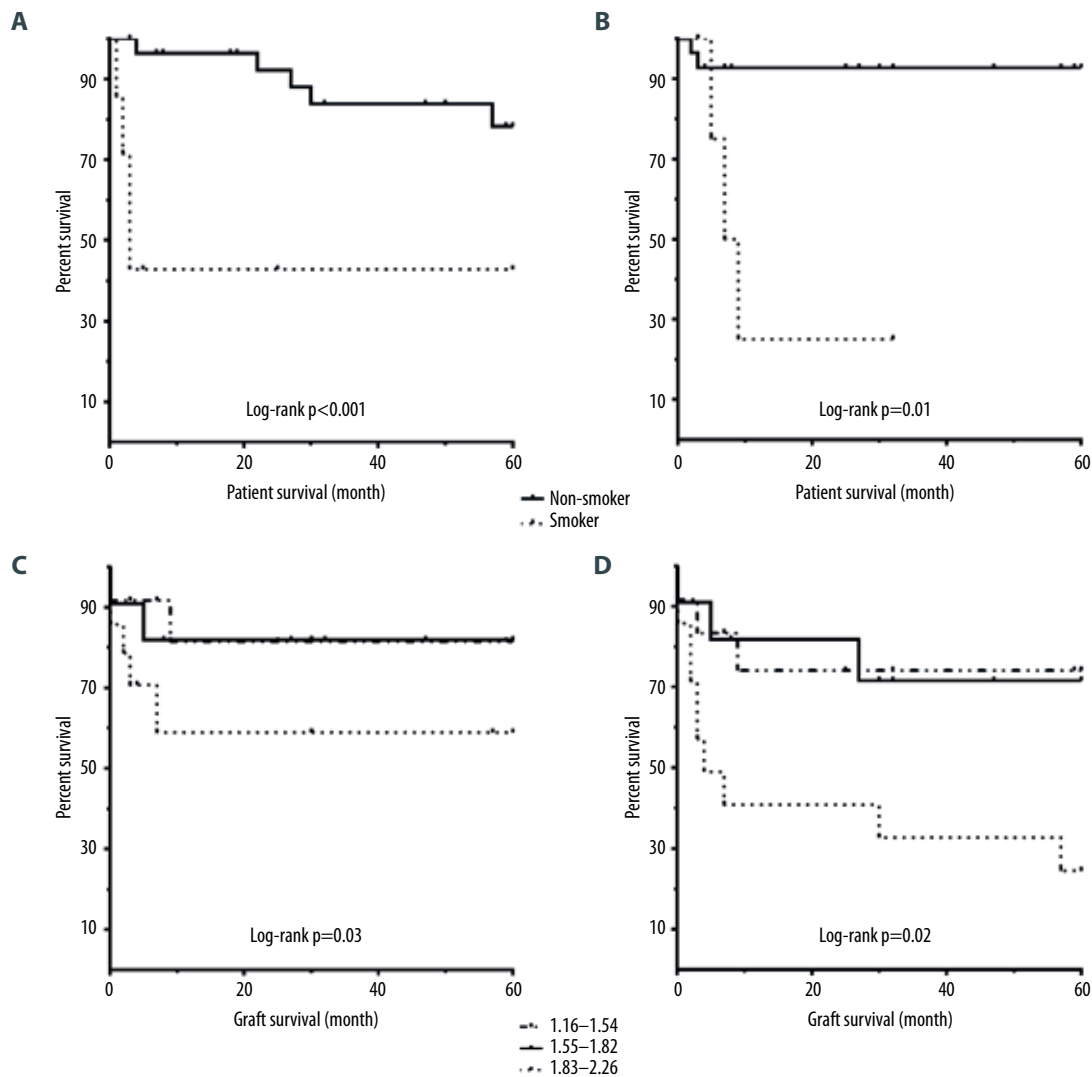 A
Percent survival
90
70
50
30
10
Log-rank p<0.001
0 20 40 60
Patient survival (month)
B
Percent survival
90
70
50
30
10
Log-rank p=0.01
0 20 40 60
Patient survival (month)
Non-smoker
Smoker
C
Percent survival
90
70
50
30
10
Log-rank p=0.03
0 20 40 60
Graft survival (month)
D
Percent survival
90
70
50
30
10
Log-rank p=0.02
0 20 40 60
Graft survival (month)
1.16–1.54
1.55–1.82
1.83–2.26